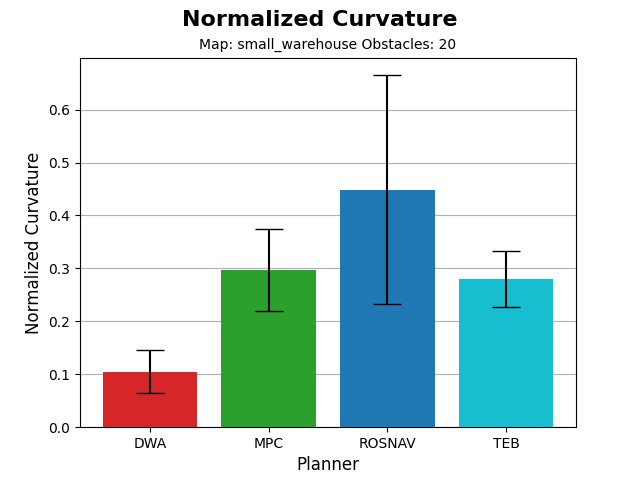 Normalized Curvature
Map: small_warehouse Obstacles: 20
Normalized Curvature
0.6
0.5
0.4
0.3
0.2
0.1
0.0
DWA MPC ROSNAV TEB
Planner